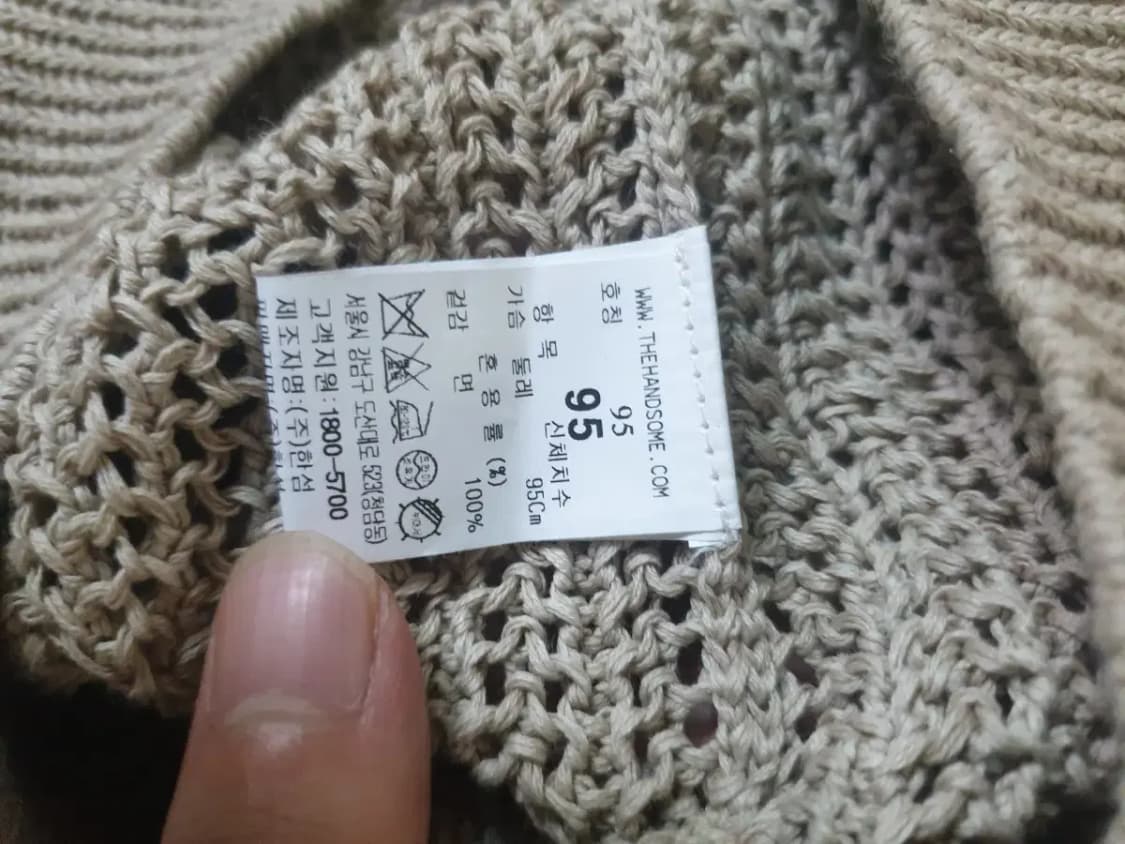 WWW.THEHANDSOME.COM
호칭 95
95
항 목 신체치수
가슴 둘레 95Cm
혼 용 률 (%)
겉감 면 100%
서울시 강남구 도산대로 523(청담동)
고객지원:1800-5700
제조자명:(주)한섬